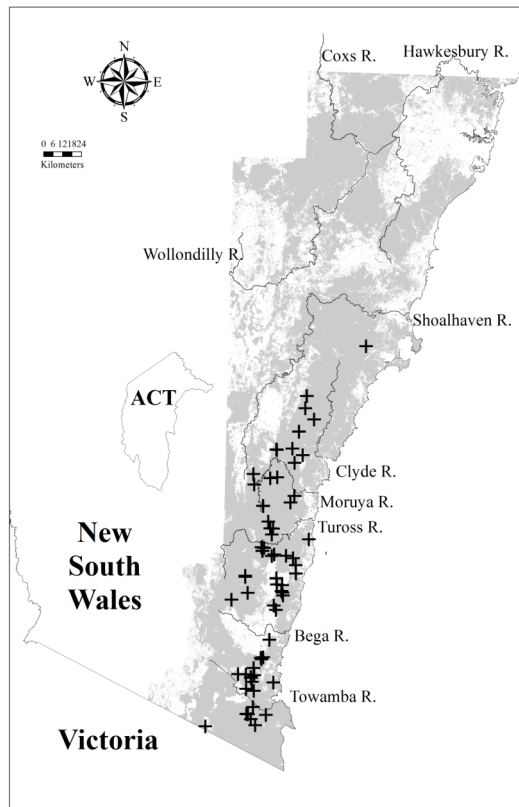 Coxs R.
Hawkesbury R.
N
W E
S
0 6 121824
Kilometers
Wollondilly R.
Shoalhaven R.
ACT
Clyde R.
Moruya R.
Tuross R.
New
South
Wales
Bega R.
Towamba R.
Victoria